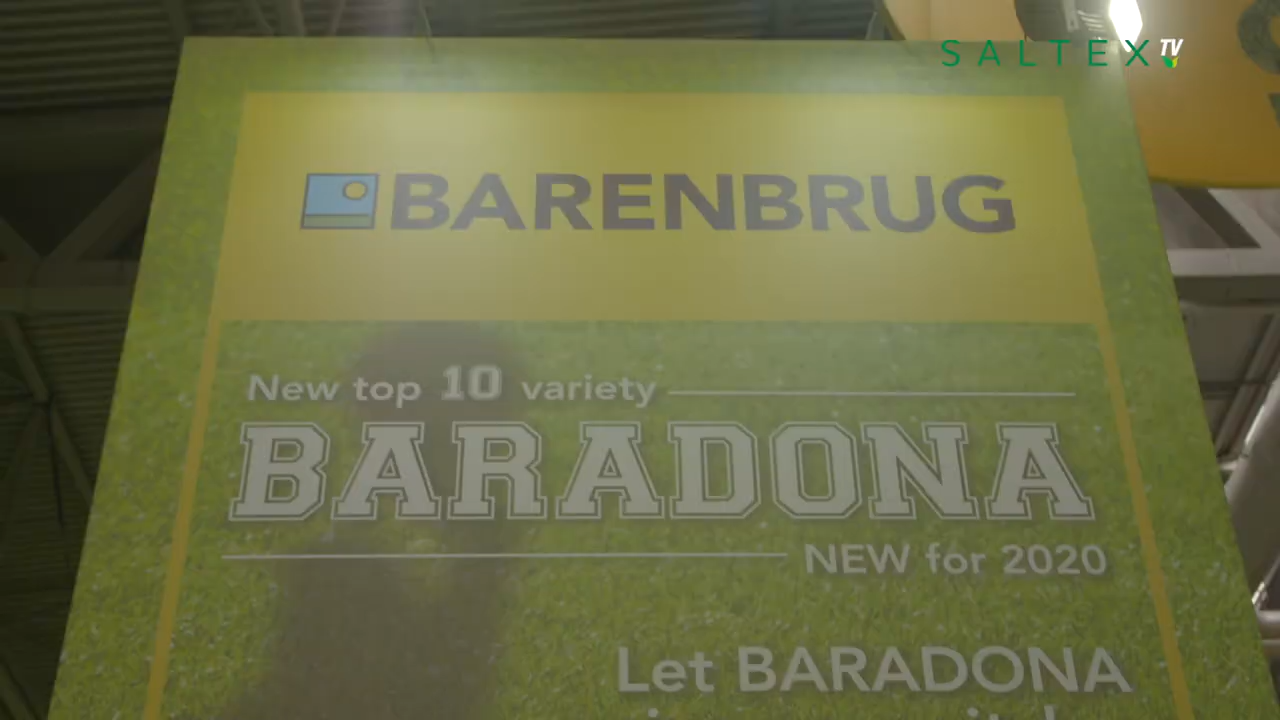 SALTEX TV
BARENBRUG
New top 10 variety
BARADONA
NEW for 2020
Let BARADONA